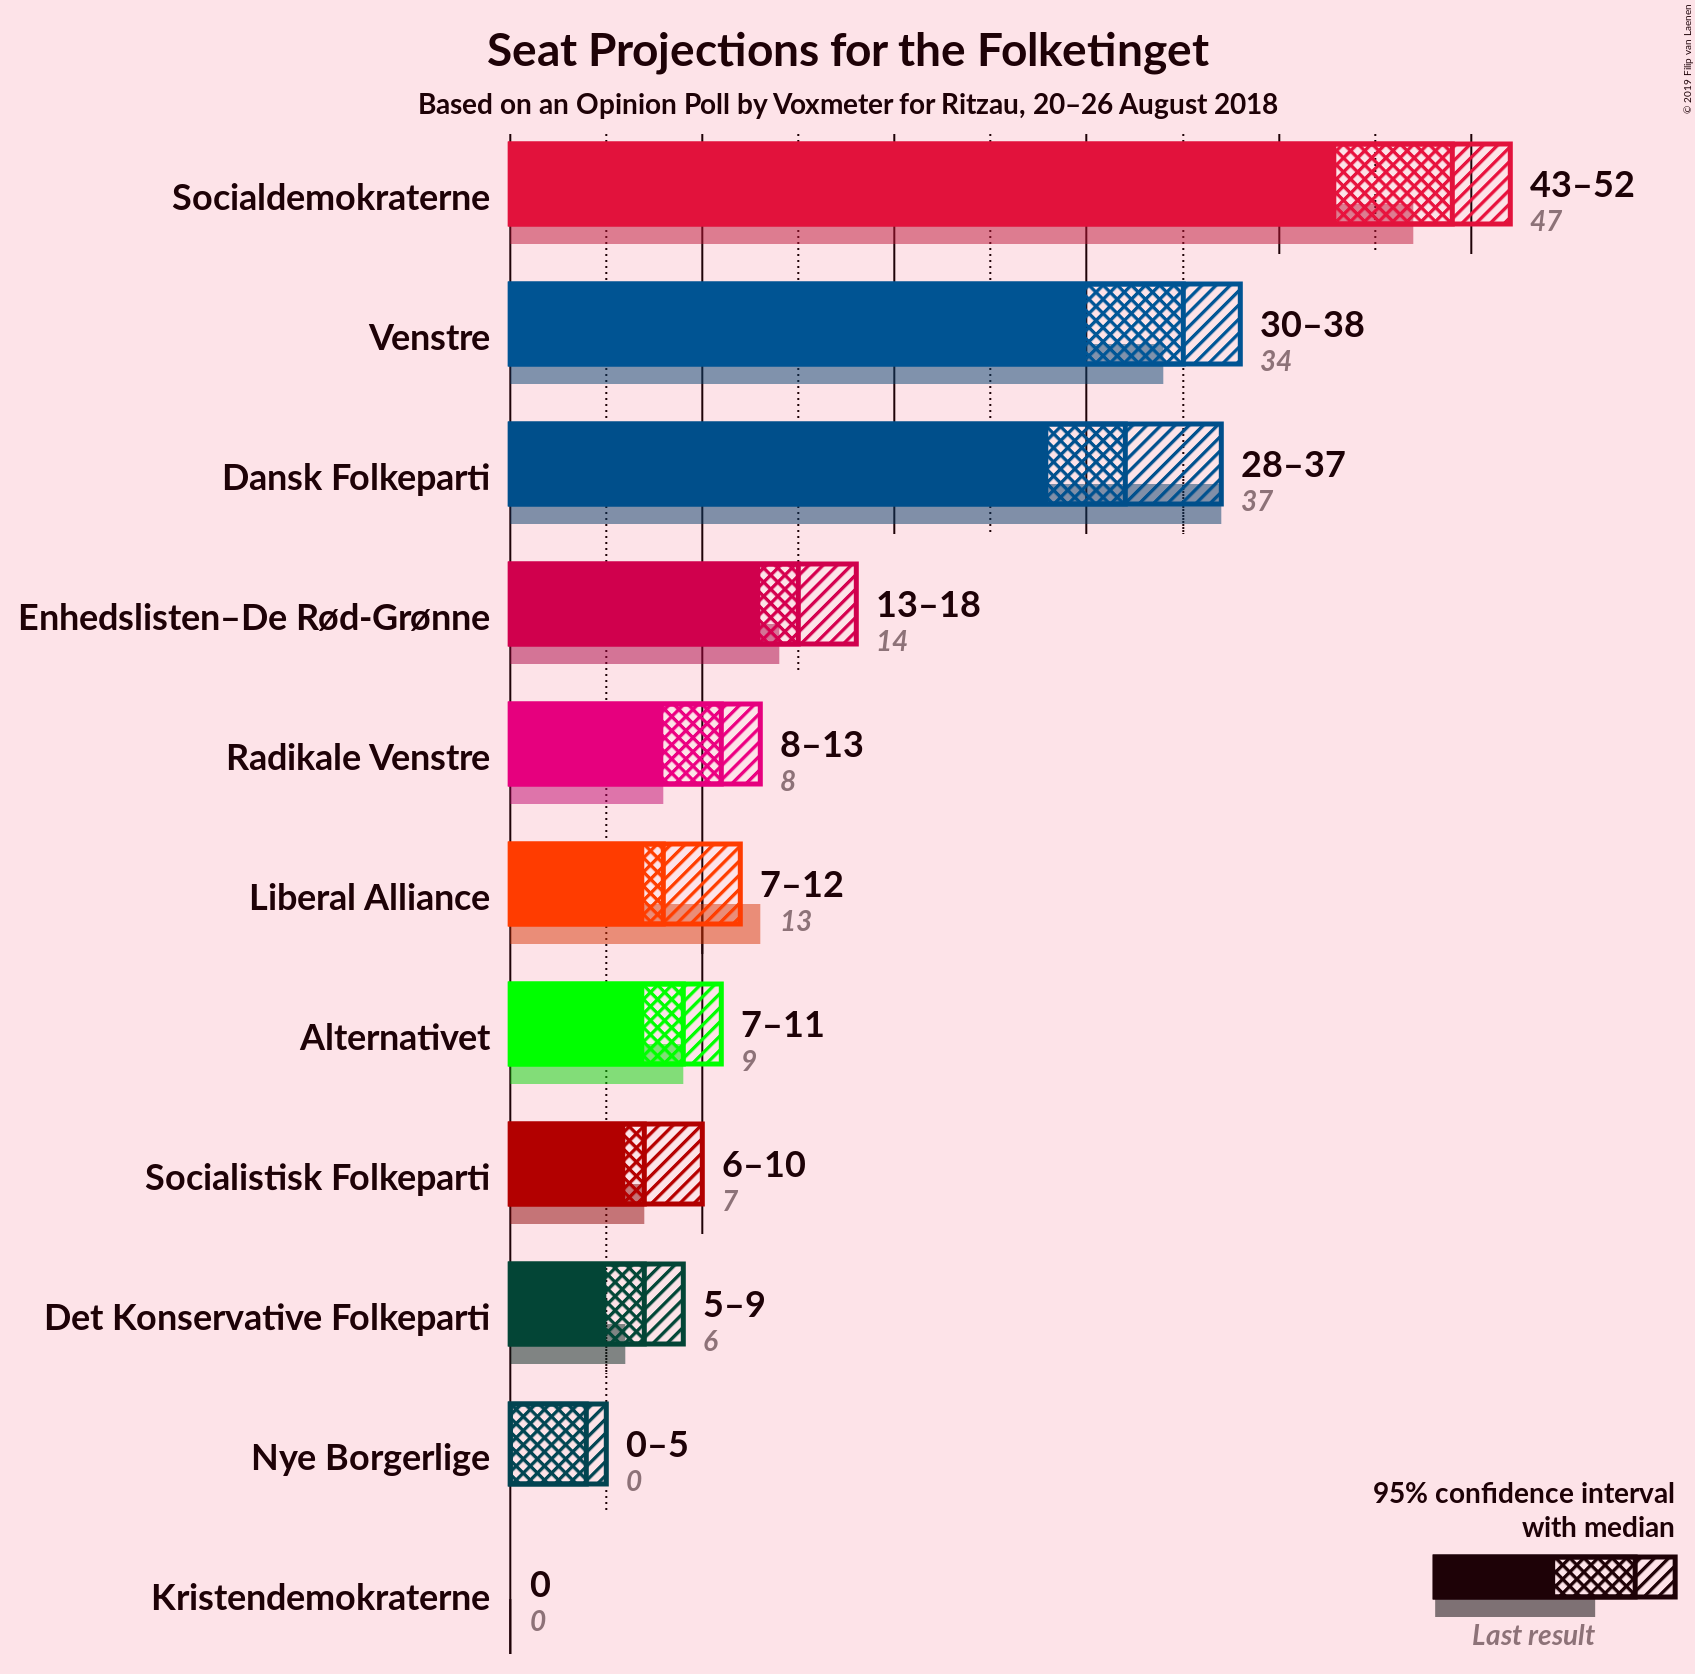 Seat Projections for the Folketinget
Based on an Opinion Poll by Voxmeter for Ritzau, 20–26 August 2018
© 2019 Filip van Laenen
Socialdemokraterne
43–52
47
Venstre
30–38
34
Dansk Folkeparti
28–37
37
Enhedslisten–De Rød-Grønne
13–18
14
Radikale Venstre
8–13
8
Liberal Alliance
7–12
13
Alternativet
7–11
9
Socialistisk Folkeparti
6–10
7
Det Konservative Folkeparti
5–9
6
Nye Borgerlige
0–5
0
Kristendemokraterne
0
0
95% confidence interval
with median
Last result